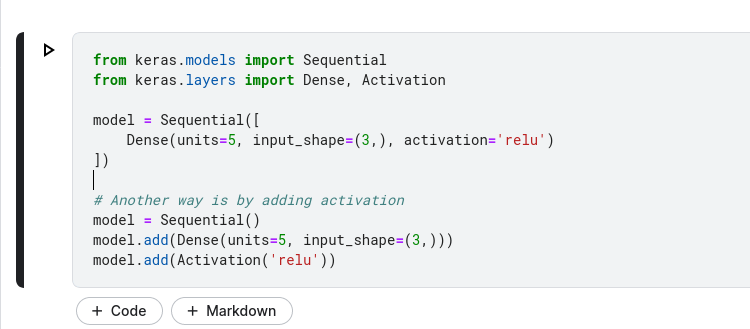 from keras.models import Sequential
from keras.layers import Dense, Activation

model = Sequential([
    Dense(units=5, input_shape=(3,), activation='relu')
])

# Another way is by adding activation
model = Sequential()
model.add(Dense(units=5, input_shape=(3,)))
model.add(Activation('relu'))
+ Code
+ Markdown